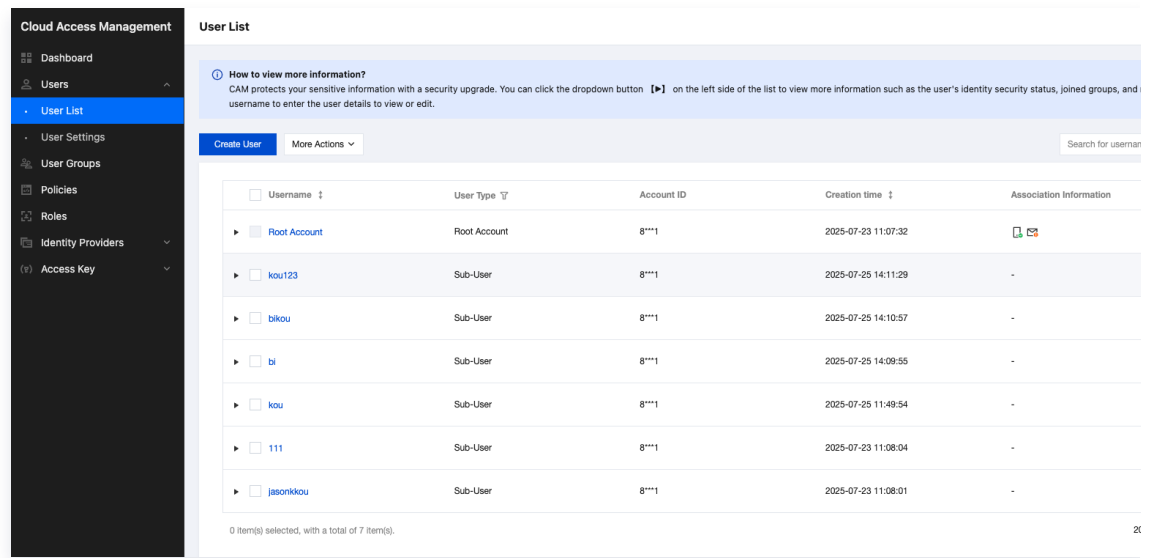 Cloud Access Management
User List
Dashboard
Users
User List
User Settings
User Groups
Policies
Roles
Identity Providers
Access Key
How to view more information?
CAM protects your sensitive information with a security upgrade. You can click the dropdown button 【▶】 on the left side of the list to view more information such as the user's identity security status, joined groups, and
username to enter the user details to view or edit.
Create User More Actions Search for usernam
Username User Type Account ID Creation time Association Information
Root Account Root Account 8***1 2025-07-23 11:07:32
kou123 Sub-User 8***1 2025-07-25 14:11:29 -
bikou Sub-User 8***1 2025-07-25 14:10:57 -
bi Sub-User 8***1 2025-07-25 14:09:55 -
kou Sub-User 8***1 2025-07-25 11:49:54 -
111 Sub-User 8***1 2025-07-23 11:08:04 -
jasonkkou Sub-User 8***1 2025-07-23 11:08:01 -
0 item(s) selected, with a total of 7 item(s). 20